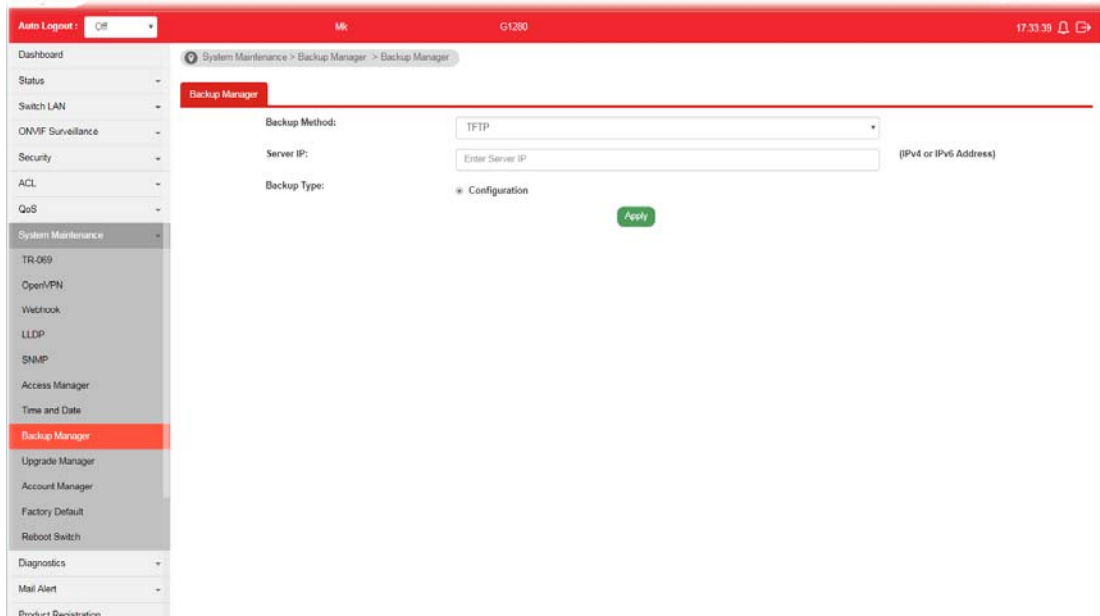 Auto Logout : Off Mk G1280 17:33:39
Dashboard
Status
Switch LAN
ONVIF Surveillance
Security
ACL
QoS
System Maintenance
TR-069
OpenVPN
Webhook
LLDP
SNMP
Access Manager
Time and Date
Backup Manager
Upgrade Manager
Account Manager
Factory Default
Reboot Switch
Diagnostics
Mail Alert
Product Registration
System Maintenance > Backup Manager > Backup Manager
Backup Manager
Backup Method: TFTP
Server IP: Enter Server IP (IPv4 or IPv6 Address)
Backup Type: Configuration
Apply